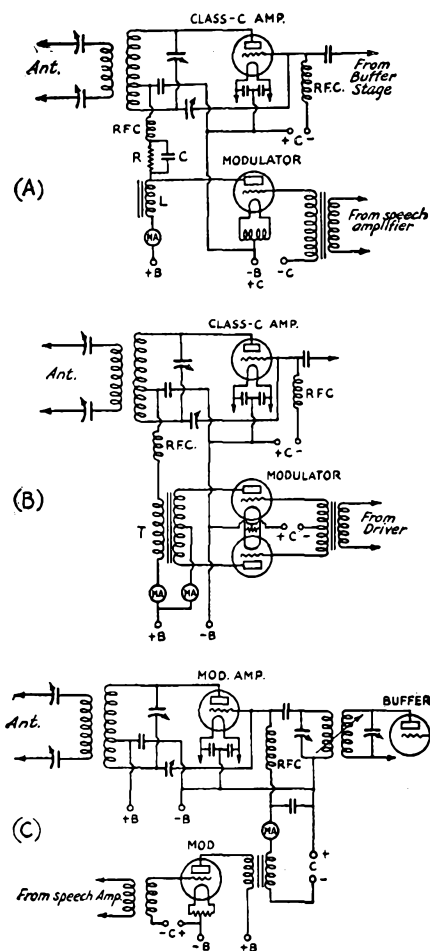 CLASS-C AMP.
Ant.
From
Buffer
Stage
R.F.C.
+C-
RFC
R
C
MODULATOR
(A)
L
From speech
amplifier
MA
+B
-B
+C
-C
CLASS-C AMP.
Ant.
RFC
+C-
R.F.C.
MODULATOR
(B)
T
+C-
From
Driver
MA
MA
+B
-B
MOD. AMP.
BUFFER
Ant.
RFC
+B
-B
MA
(C)
MOD
+
C
-
From speech Amp.
-C+
-B
+B